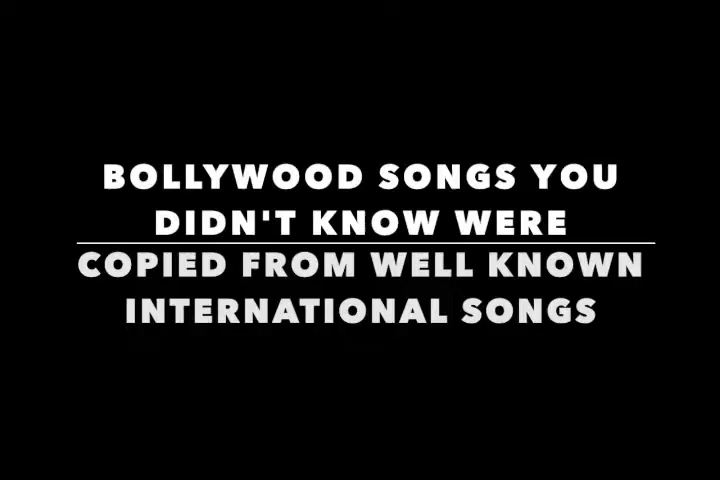 BOLLYWOOD SONGS YOU
DIDN'T KNOW WERE
COPIED FROM WELL KNOWN
INTERNATIONAL SONGS